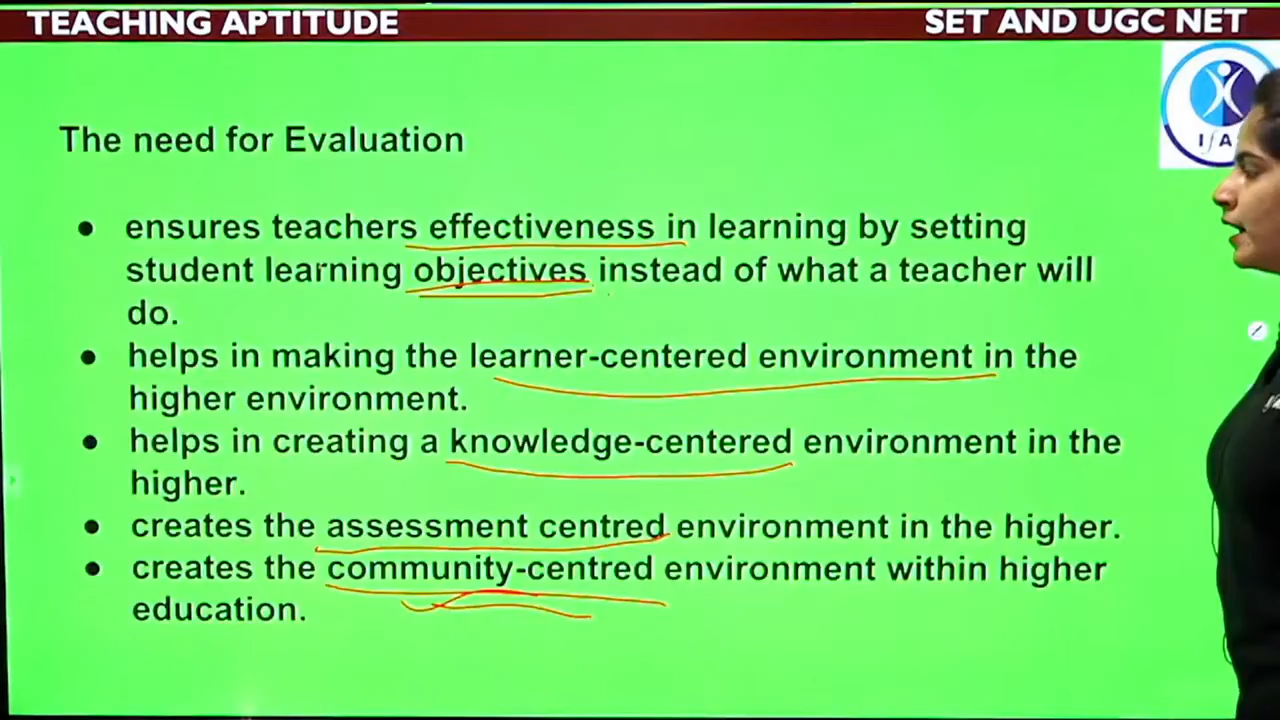 TEACHING APTITUDE
SET AND UGC NET
IfA
The need for Evaluation
● ensures teachers effectiveness in learning by setting
student learning objectives instead of what a teacher will
do.
● helps in making the learner-centered environment in the
higher environment.
● helps in creating a knowledge-centered environment in the
higher.
● creates the assessment centred environment in the higher.
● creates the community-centred environment within higher
education.